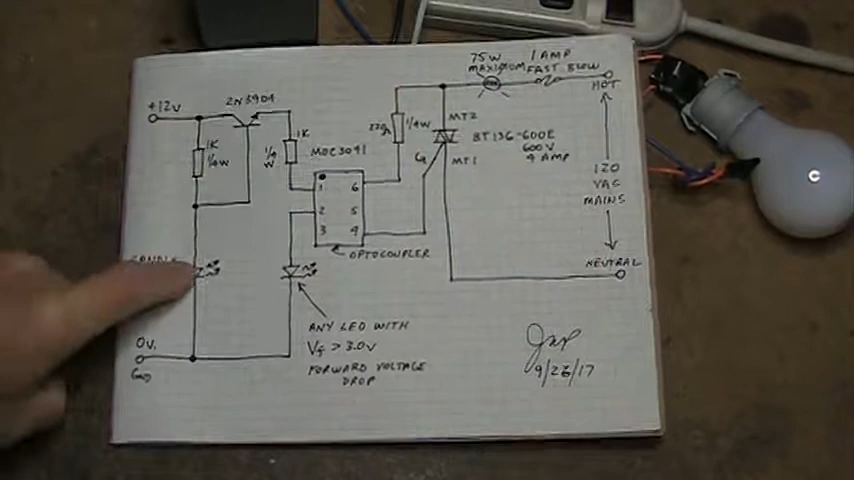 +12V
2N3904
1K
1/4W
1K
1/4
W
MOC3041
1
2
3
6
5
4
OPTOCOUPLER
ANY LED WITH
Vf > 3.0V
FORWARD VOLTAGE
DROP
0V.
GND
1/4W
75W
MAXIMUM
1 AMP
FAST BLOW
HOT
MT2
G
MT1
BT136-600E
600V
4 AMP
120
VAC
MAINS
NEUTRAL
9/26/17